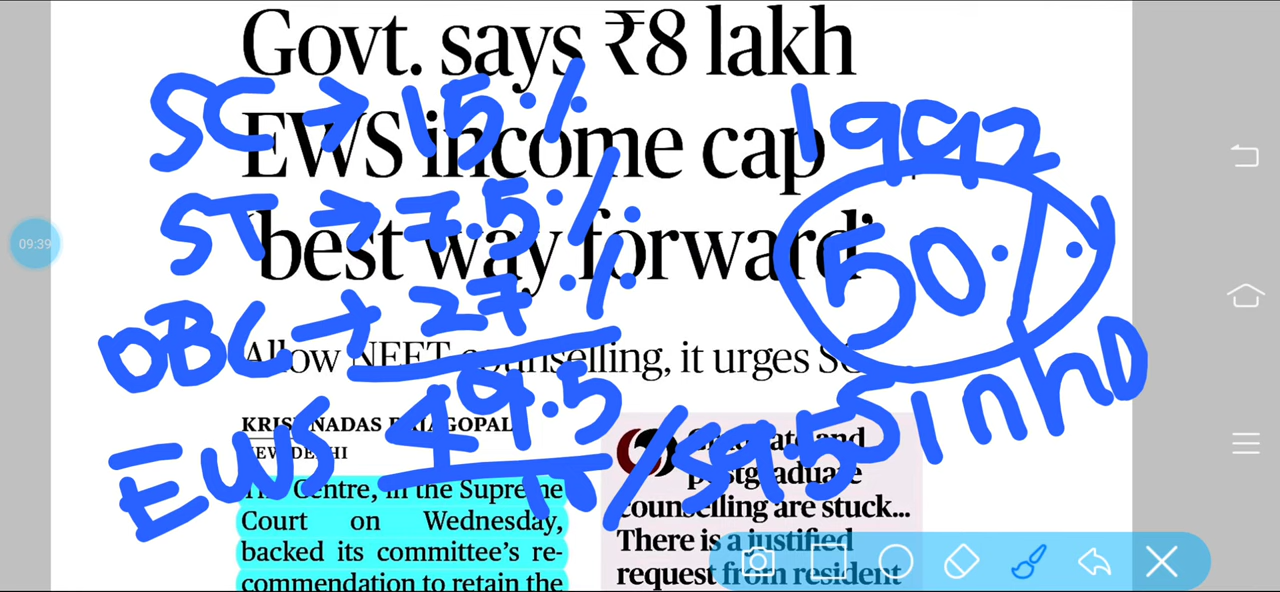 Govt. says ₹8 lakh
EWS income cap
'best way forward'
Allow NEET counselling, it urges SC
KRISHNADAS RAJAGOPAL
NEW DELHI
The Centre, in the Supreme
Court on Wednesday,
backed its committee's re-
commendation to retain the
and
postgraduate
counselling are stuck...
There is a justified
request from resident
SC → 15%
ST → 7.5%
OBC → 27%
49.5
EWS 10/59.5
1992
50%
09:39